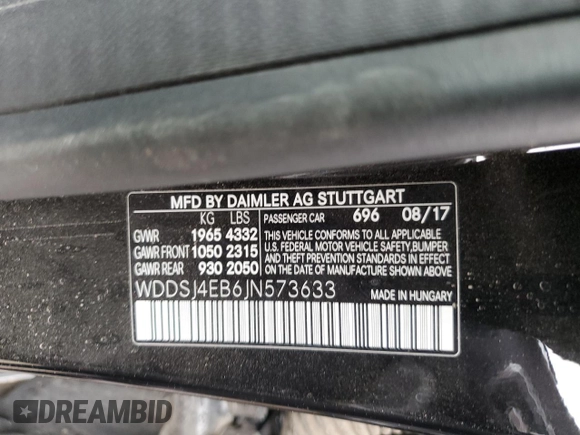 MFD BY DAIMLER AG STUTTGART
KG LBS PASSENGER CAR 696 08/17
GVWR 1965 4332 THIS VEHICLE CONFORMS TO ALL APPLICABLE
GAWR FRONT 1050 2315 U.S. FEDERAL MOTOR VEHICLE SAFETY, BUMPER
GAWR REAR 930 2050 AND THEFT PREVENTION STANDARDS IN EFFECT
ON THE DATE OF MANUFACTURE SHOWN ABOVE.
WDDSJ4EB6JN573633 MADE IN HUNGARY
DREAMBID